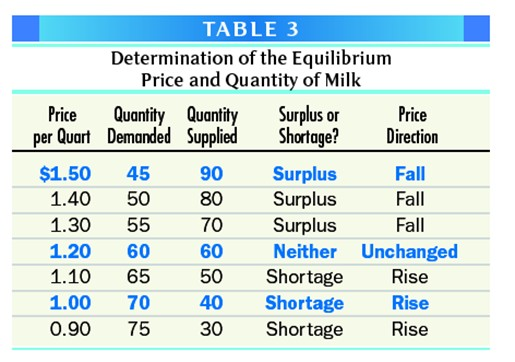 TABLE 3
Determination of the Equilibrium
Price and Quantity of Milk
Price Quantity Quantity Surplus or Price
per Quart Demanded Supplied Shortage? Direction
$1.50 45 90 Surplus Fall
1.40 50 80 Surplus Fall
1.30 55 70 Surplus Fall
1.20 60 60 Neither Unchanged
1.10 65 50 Shortage Rise
1.00 70 40 Shortage Rise
0.90 75 30 Shortage Rise